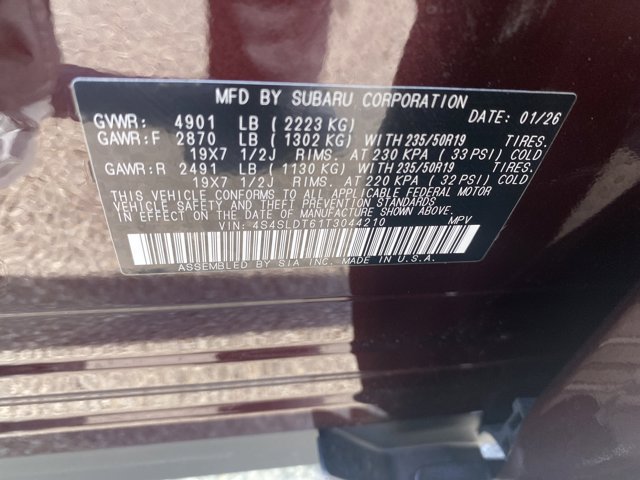 MFD BY SUBARU CORPORATION
GVWR: 4901 LB ( 2223 KG) DATE: 01/26
GAWR:F 2870 LB ( 1302 KG) WITH 235/50R19 TIRES.
19X7 1/2J RIMS. AT 230 KPA ( 33 PSI) COLD
GAWR:R 2491 LB ( 1130 KG) WITH 235/50R19 TIRES.
19X7 1/2J RIMS. AT 220 KPA ( 32 PSI) COLD
THIS VEHICLE CONFORMS TO ALL APPLICABLE FEDERAL MOTOR
VEHICLE SAFETY AND THEFT PREVENTION STANDARDS
IN EFFECT ON THE DATE OF MANUFACTURE SHOWN ABOVE.
VIN: 4S4SLDT61T3044210 MPV
ASSEMBLED BY SIA INC. MADE IN U.S.A.